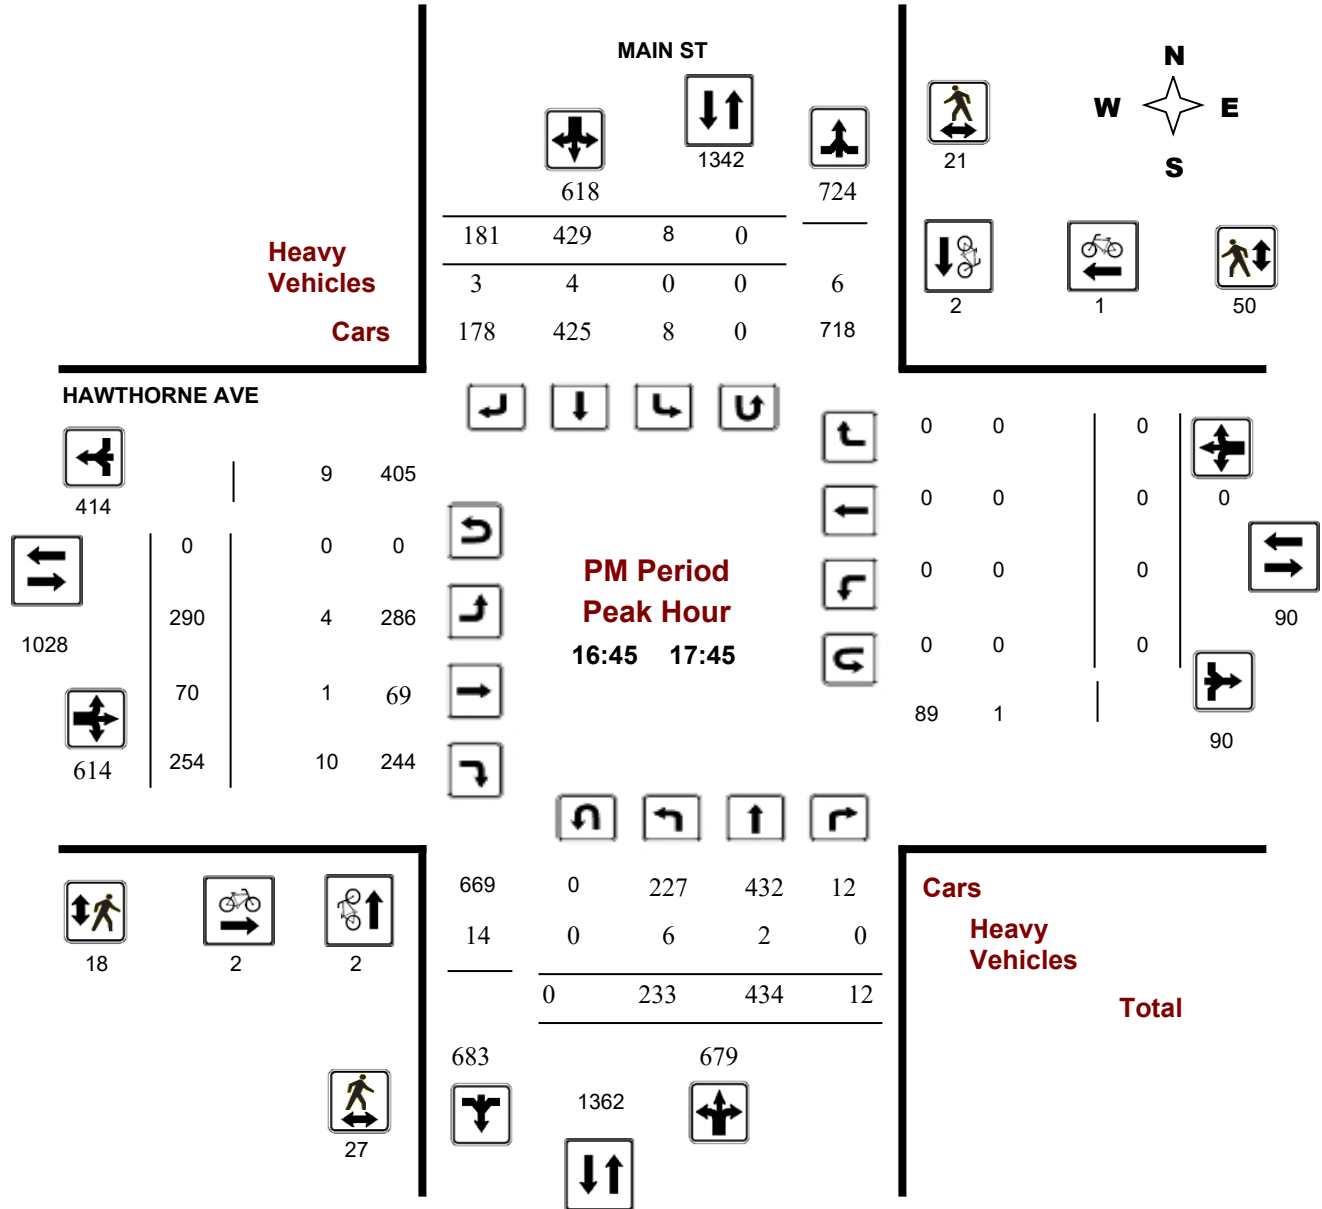 MAIN ST
N
W E
S
1342
21
618 724
181 429 8 0
Heavy
Vehicles
3 4 0 0 6
2 1 50
Cars
178 425 8 0 718
HAWTHORNE AVE
0 0 0
9 405
414
0 0 0 0
0 0 0
PM Period
0 0 0
Peak Hour
290 4 286
90
1028
16:45 17:45
0 0 0
70 1 69
89 1
90
614
254 10 244
669 0 227 432 12
Cars
14 0 6 2 0
Heavy
Vehicles
18 2 2
0 233 434 12
Total
683 679
1362
27